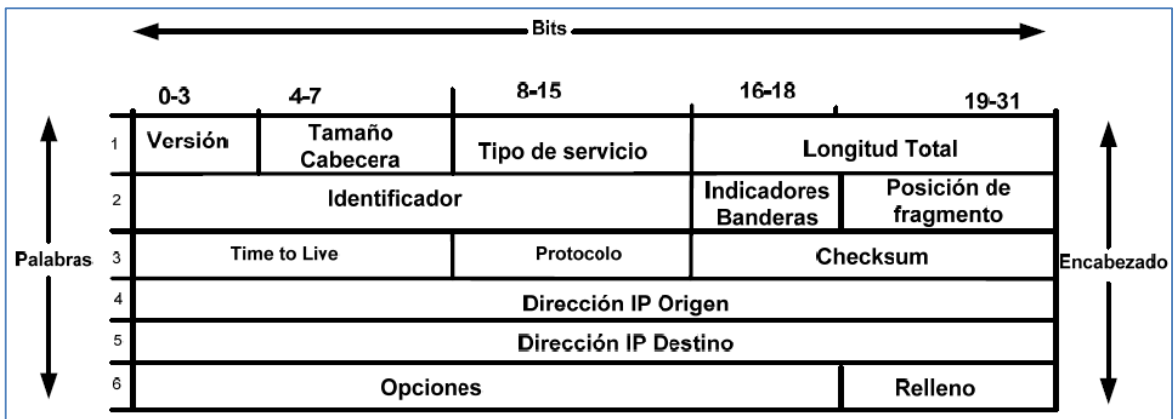 Bits
0-3 4-7 8-15 16-18 19-31
1 Versión Tamaño Cabecera Tipo de servicio Longitud Total
2 Identificador Indicadores Banderas Posición de fragmento
Palabras 3 Time to Live Protocolo Checksum Encabezado
4 Dirección IP Origen
5 Dirección IP Destino
6 Opciones Relleno